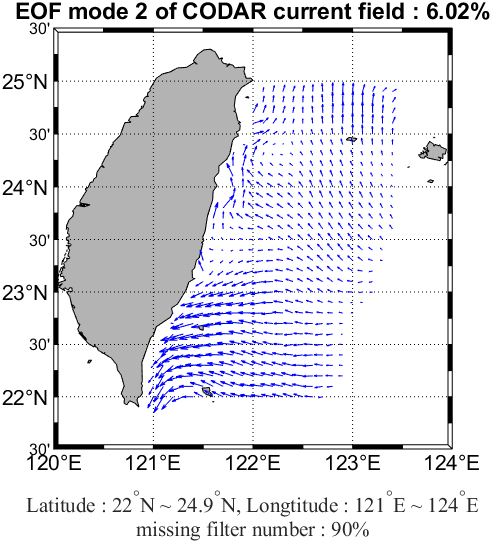 EOF mode 2 of CODAR current field : 6.02%
30'
25°N
30'
24°N
30'
23°N
30'
22°N
30'
120°E 121°E 122°E 123°E 124°E
Latitude : 22°N ~ 24.9°N, Longtitude : 121°E ~ 124°E
missing filter number : 90%